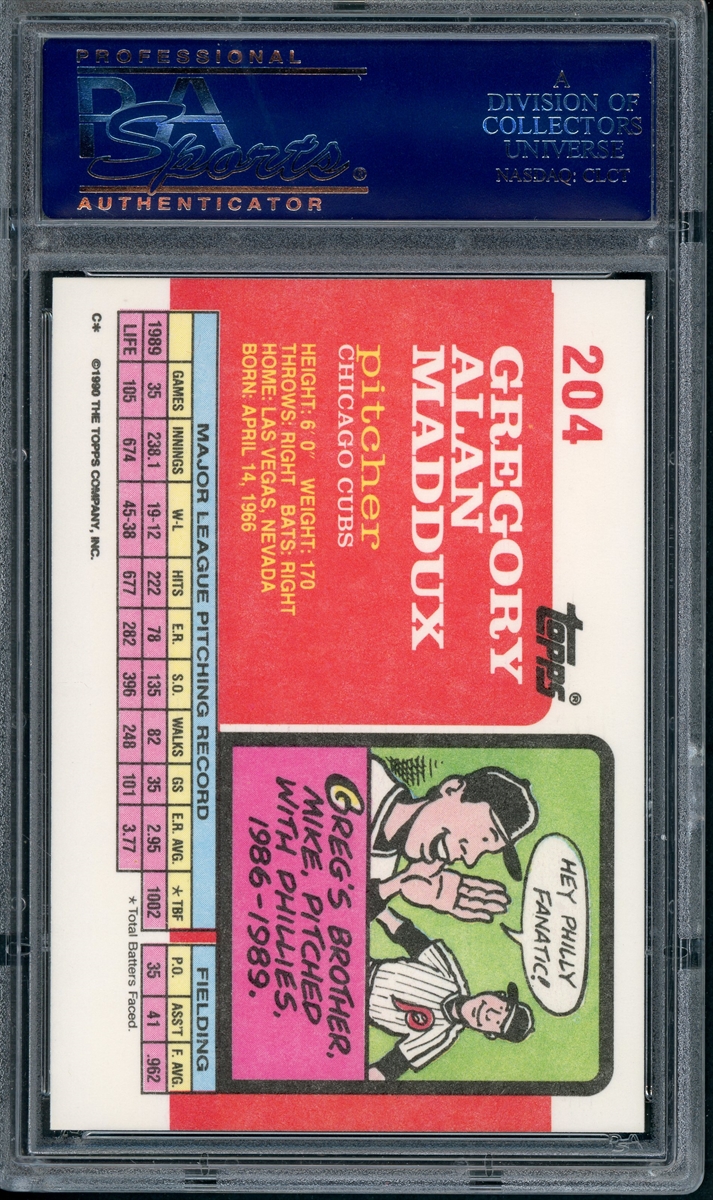 PROFESSIONAL
PSA
Sports®
AUTHENTICATOR
A
DIVISION OF
COLLECTORS
UNIVERSE
NASDAQ: CLCT
204
topps®
GREGORY
ALAN
MADDUX
pitcher
CHICAGO CUBS
HEIGHT: 6'0" WEIGHT: 170
THROWS: RIGHT BATS: RIGHT
HOME: LAS VEGAS, NEVADA
BORN: APRIL 14, 1966
HEY PHILLY
FANATIC!
GREG'S BROTHER,
MIKE, PITCHED
WITH PHILLIES,
1986-1989.
MAJOR LEAGUE PITCHING RECORD FIELDING
GAMES INNINGS W-L HITS E.R. S.O. WALKS GS E.R. AVG. *TBF P.O. ASS'T F. AVG.
1989 35 238.1 19-12 222 78 135 82 35 2.95 1002 35 41 .962
LIFE 105 674 45-38 677 282 396 248 101 3.77 *Total Batters Faced.
C* ©1990 THE TOPPS COMPANY, INC.
PSA